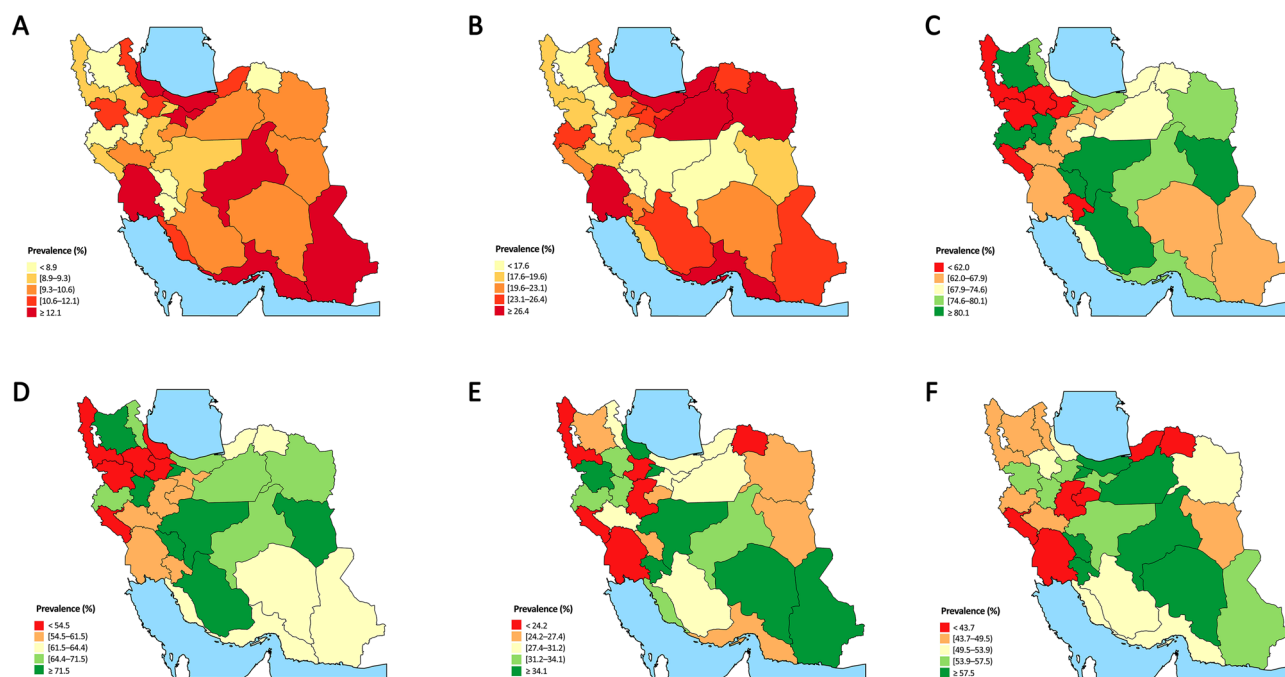 A
Prevalence (%)
< 8.9
[8.9–9.3)
[9.3–10.6)
[10.6–12.1)
≥ 12.1
B
Prevalence (%)
< 17.6
[17.6–19.6)
[19.6–23.1)
[23.1–26.4)
≥ 26.4
C
Prevalence (%)
< 62.0
[62.0–67.9)
[67.9–74.6)
[74.6–80.1)
≥ 80.1
D
Prevalence (%)
< 54.5
[54.5–61.5)
[61.5–64.4)
[64.4–71.5)
≥ 71.5
E
Prevalence (%)
< 24.2
[24.2–27.4)
[27.4–31.2)
[31.2–34.1)
≥ 34.1
F
Prevalence (%)
< 43.7
[43.7–49.5)
[49.5–53.9)
[53.9–57.5)
≥ 57.5